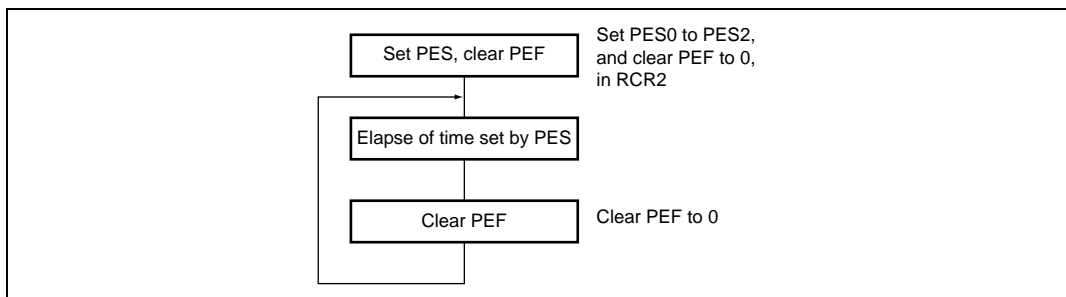 Set PES, clear PEF
Set PES0 to PES2,
and clear PEF to 0,
in RCR2
Elapse of time set by PES
Clear PEF
Clear PEF to 0